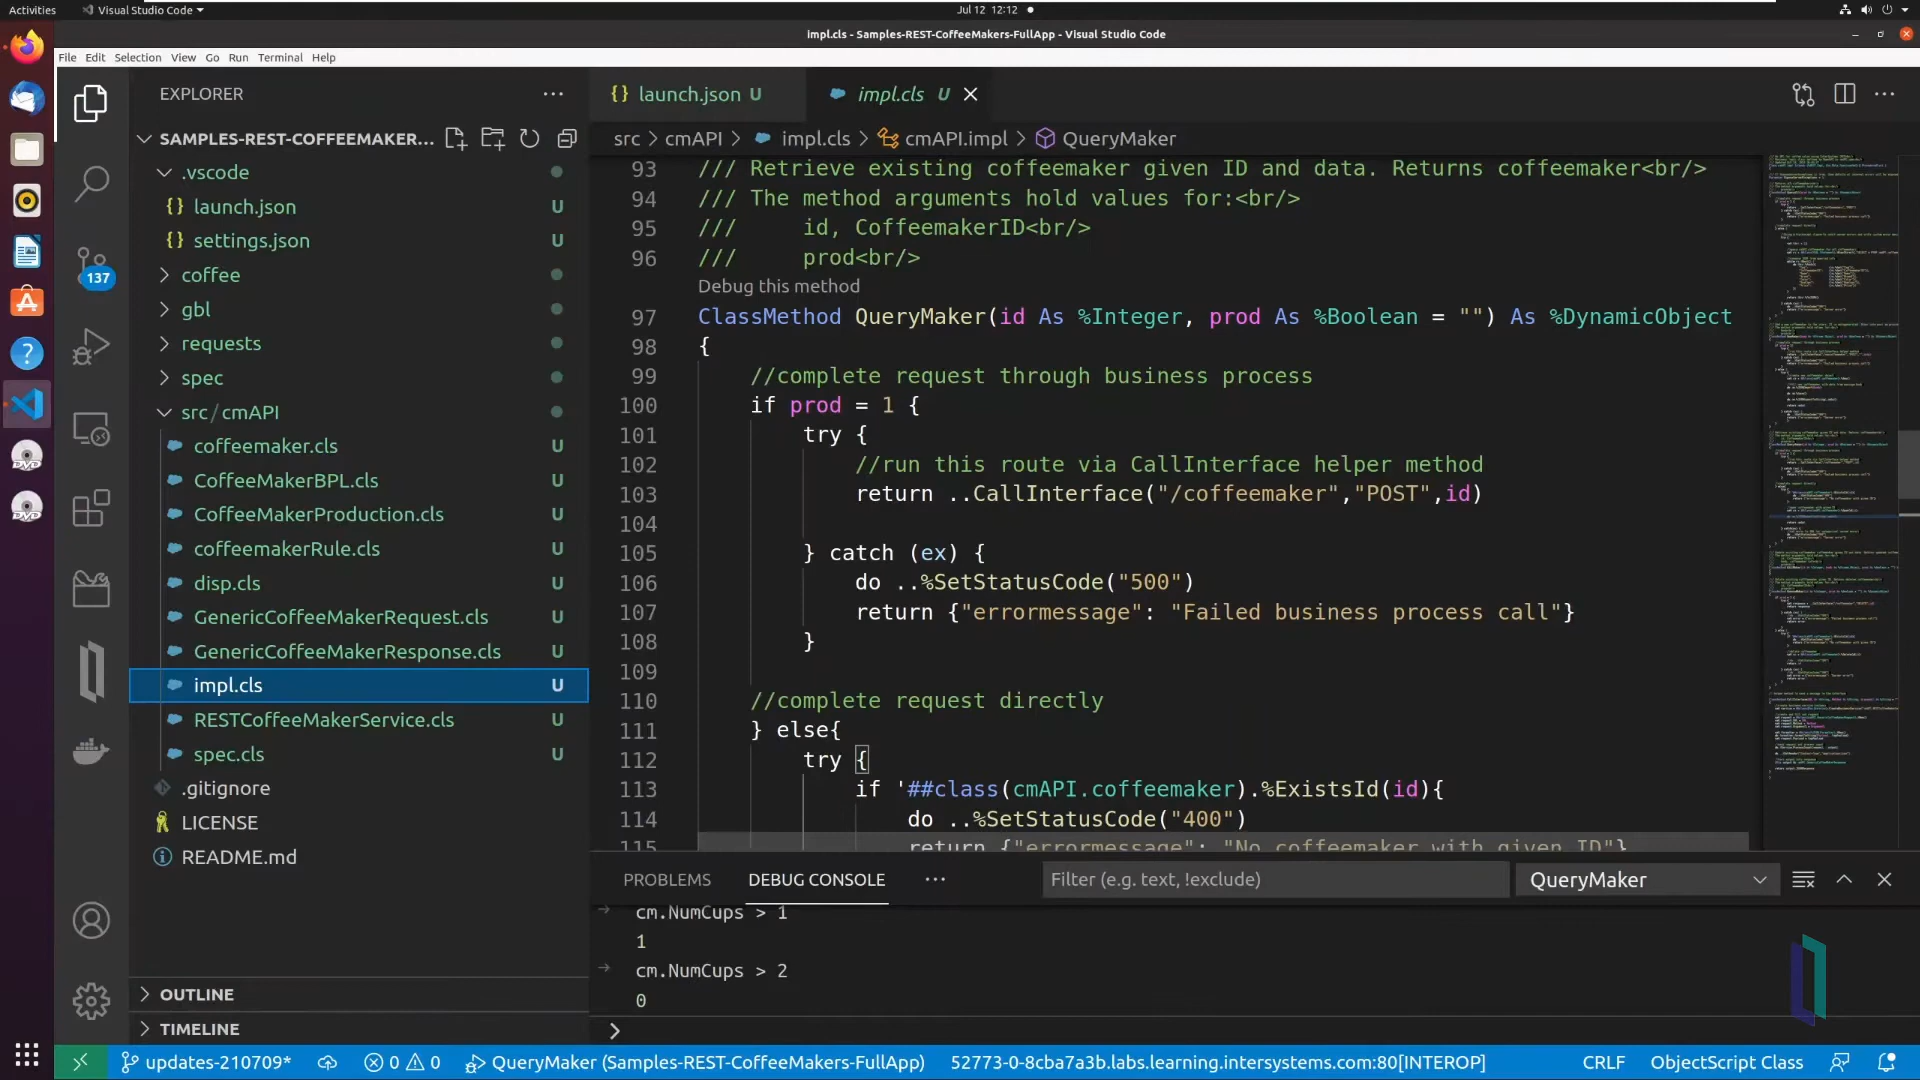 Activities
Visual Studio Code
Jul 12 12:12
impl.cls - Samples-REST-CoffeeMakers-FullApp - Visual Studio Code
File Edit Selection View Go Run Terminal Help
EXPLORER
SAMPLES-REST-COFFEEMAKER...
.vscode
launch.json U
settings.json U
coffee
gbl
requests
spec
src/cmAPI
coffeemaker.cls U
CoffeeMakerBPL.cls U
CoffeeMakerProduction.cls U
coffeemakerRule.cls U
disp.cls U
GenericCoffeeMakerRequest.cls U
GenericCoffeeMakerResponse.cls U
impl.cls U
RESTCoffeeMakerService.cls U
spec.cls U
.gitignore
LICENSE
README.md
OUTLINE
TIMELINE
137
launch.json U
impl.cls U
src > cmAPI > impl.cls > cmAPI.impl > QueryMaker
93 /// Retrieve existing coffeemaker given ID and data. Returns coffeemaker<br/>
94 /// The method arguments hold values for:<br/>
95 /// id, CoffeemakerID<br/>
96 /// prod<br/>
Debug this method
97 ClassMethod QueryMaker(id As %Integer, prod As %Boolean = "") As %DynamicObject
98 {
99 //complete request through business process
100 if prod = 1 {
101 try {
102 //run this route via CallInterface helper method
103 return ..CallInterface("/coffeemaker","POST",id)
104
105 } catch (ex) {
106 do ..%SetStatusCode("500")
107 return {"errormessage": "Failed business process call"}
108 }
109
110 //complete request directly
111 } else{
112 try {
113 if '##class(cmAPI.coffeemaker).%ExistsId(id){
114 do ..%SetStatusCode("400")
115 return {"errormessage": "No coffeemaker with given ID"}
PROBLEMS
DEBUG CONSOLE
Filter (e.g. text, !exclude)
QueryMaker
cm.NumCups > 1
1
cm.NumCups > 2
0
>
updates-210709*
0
0
QueryMaker (Samples-REST-CoffeeMakers-FullApp)
52773-0-8cba7a3b.labs.learning.intersystems.com:80[INTEROP]
CRLF
ObjectScript Class